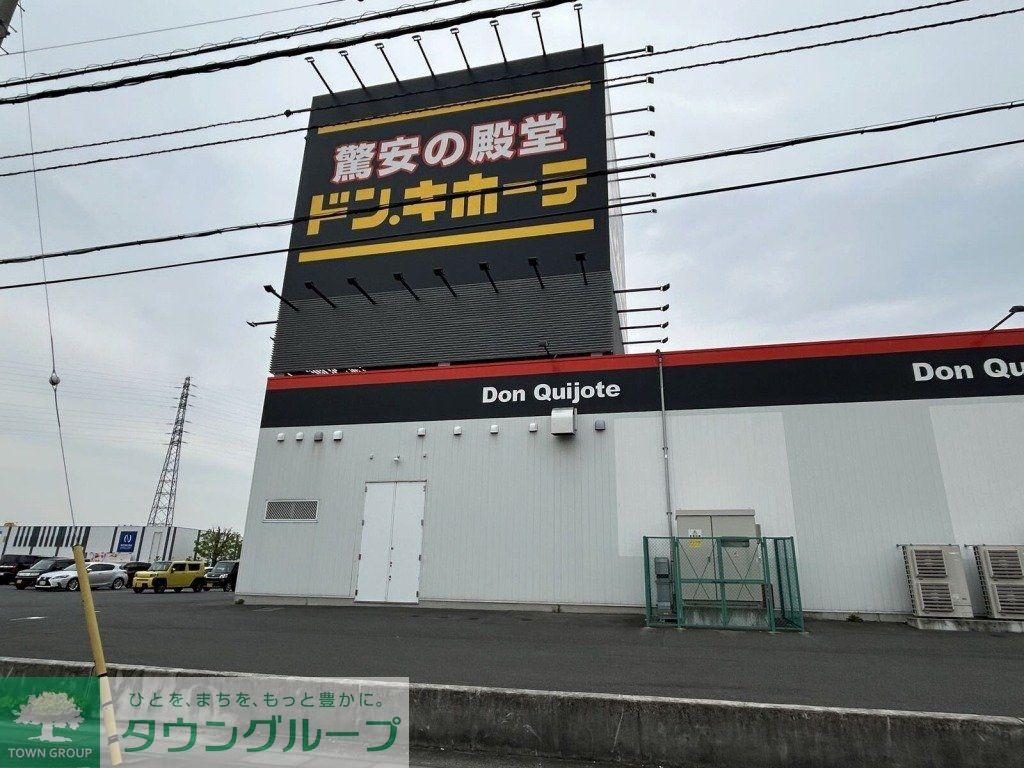 驚安の殿堂
ドン.キホーテ
Don Quijote
Don Qu
ひとを、まちを、もっと豊かに。
タウングループ
TOWN GROUP